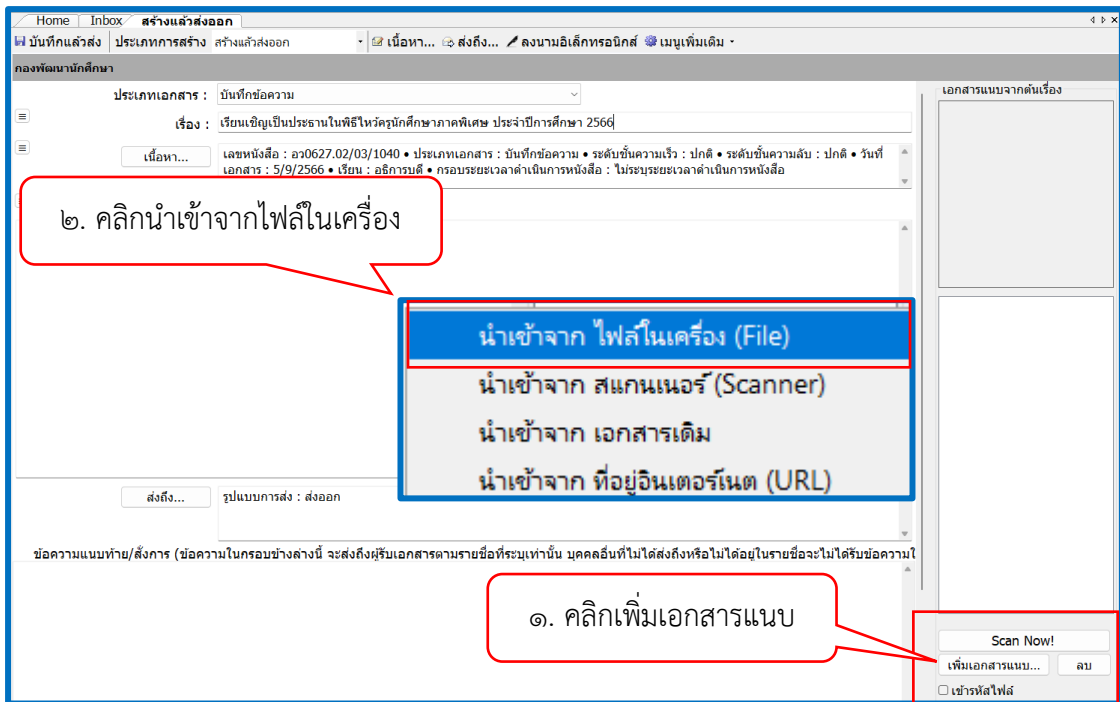 Home Inbox สร้างแล้วส่งออก
บันทึกแล้วส่ง ประเภทการสร้าง สร้างแล้วส่งออก เนื้อหา... ส่งถึง... ลงนามอิเล็กทรอนิกส์ เมนูเพิ่มเติม
กองพัฒนานักศึกษา
ประเภทเอกสาร : บันทึกข้อความ
เอกสารแนบจากต้นเรื่อง
เรื่อง : เรียนเชิญเป็นประธานในพิธีไหว้ครูนักศึกษาภาคพิเศษ ประจำปีการศึกษา 2566
เนื้อหา... เลขหนังสือ : อว0627.02/03/1040 • ประเภทเอกสาร : บันทึกข้อความ • ระดับชั้นความเร็ว : ปกติ • ระดับชั้นความลับ : ปกติ • วันที่
เอกสาร : 5/9/2566 • เรียน : อธิการบดี • กรอบระยะเวลาดำเนินการหนังสือ : ไม่ระบุระยะเวลาดำเนินการหนังสือ
๒. คลิกนำเข้าจากไฟล์ในเครื่อง
นำเข้าจาก ไฟล์ในเครื่อง (File)
นำเข้าจาก สแกนเนอร์ (Scanner)
นำเข้าจาก เอกสารเดิม
นำเข้าจาก ที่อยู่อินเตอร์เนต (URL)
ส่งถึง... รูปแบบการส่ง : ส่งออก
ข้อความแนบท้าย/สั่งการ (ข้อความในกรอบข้างล่างนี้ จะส่งถึงผู้รับเอกสารตามรายชื่อที่ระบุเท่านั้น บุคคลอื่นที่ไม่ได้ส่งถึงหรือไม่ได้อยู่ในรายชื่อจะไม่ได้รับข้อความ
๑. คลิกเพิ่มเอกสารแนบ
Scan Now!
เพิ่มเอกสารแนบ... ลบ
เข้ารหัสไฟล์